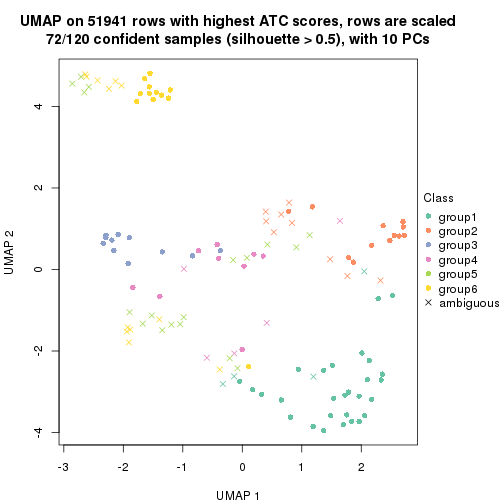 UMAP on 51941 rows with highest ATC scores, rows are scaled
72/120 confident samples (silhouette > 0.5), with 10 PCs
UMAP 2
4
2
0
-2
-4
-3
-2
-1
0
1
2
UMAP 1
Class
group1
group2
group3
group4
group5
group6
ambiguous